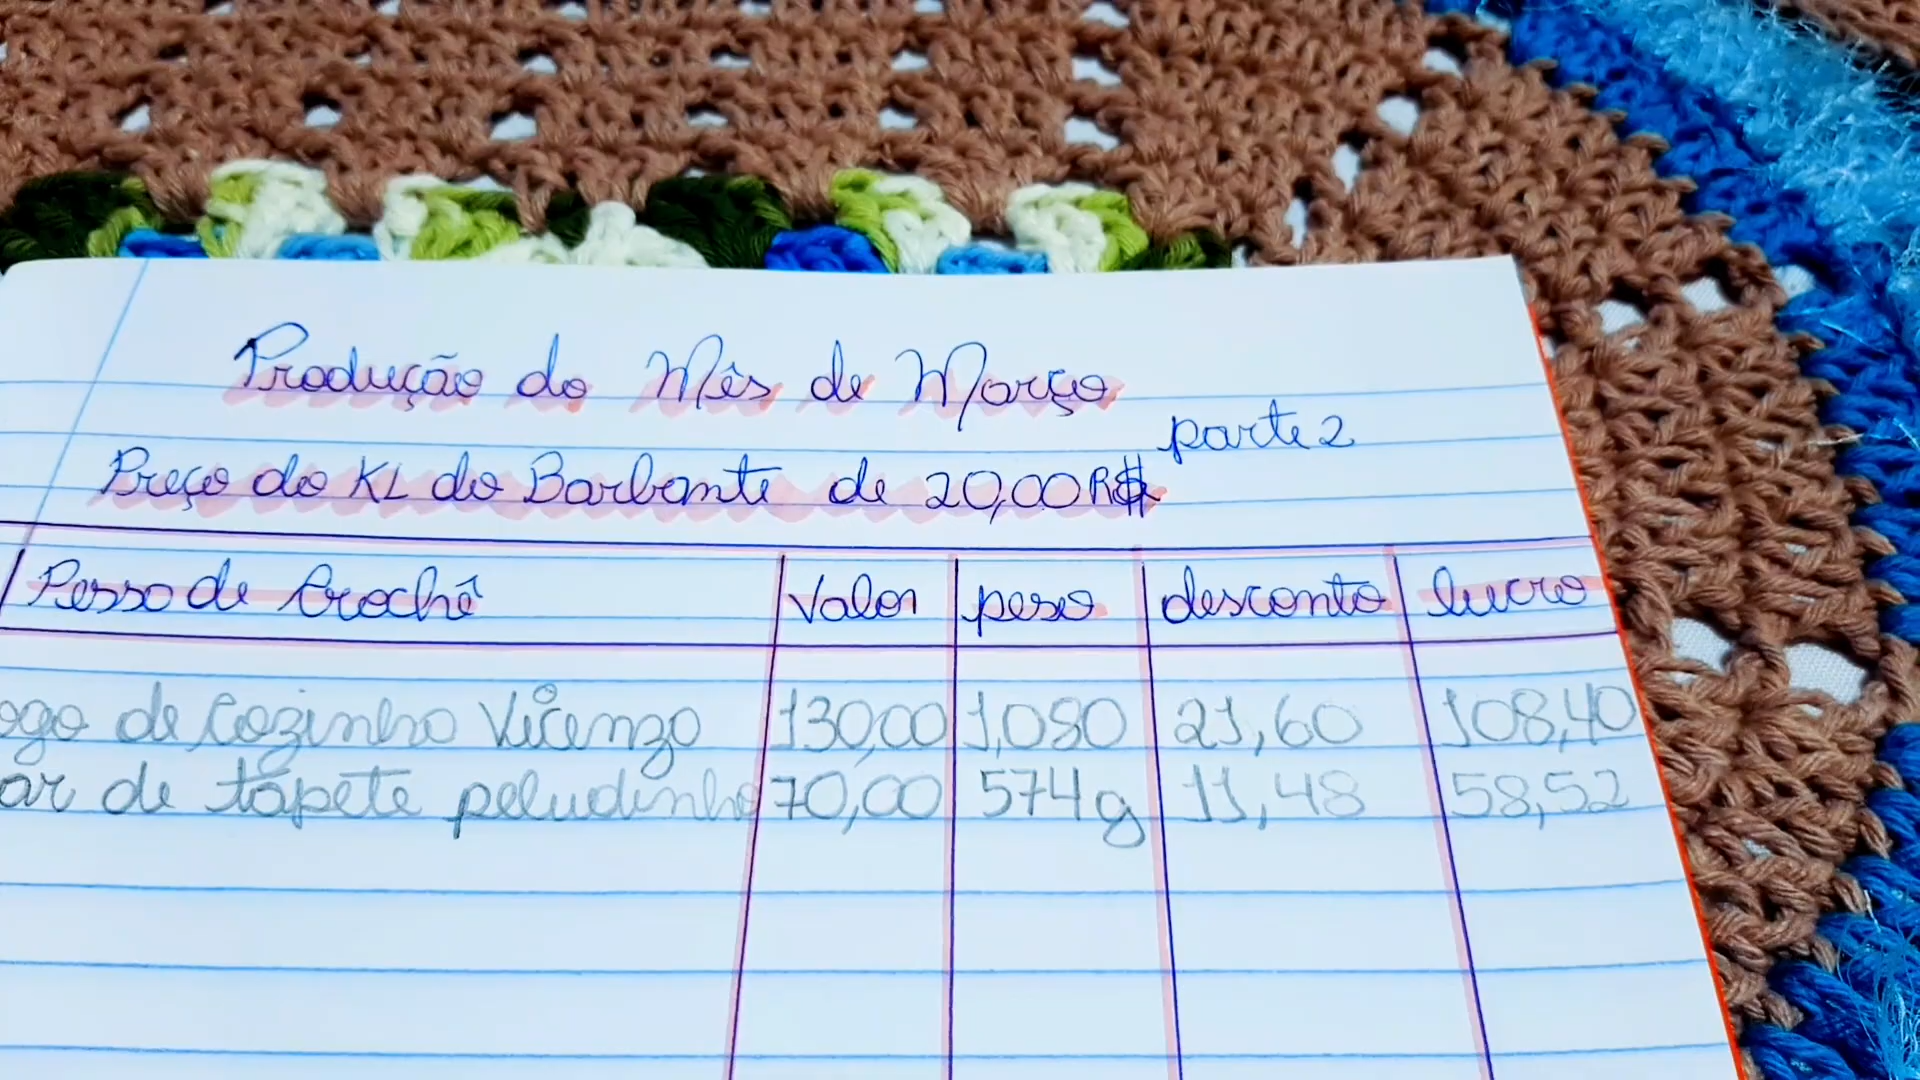 Produção do Mês de Março
parte 2
Preço do KL do Barbante de 20,00R$
Pesso de Crochê Valor peso desconto lucro
ogo de Cozinha Vicenzo 130,00 1,080 21,60 108,40
ar de tapete peludinho 70,00 574g 11,48 58,52